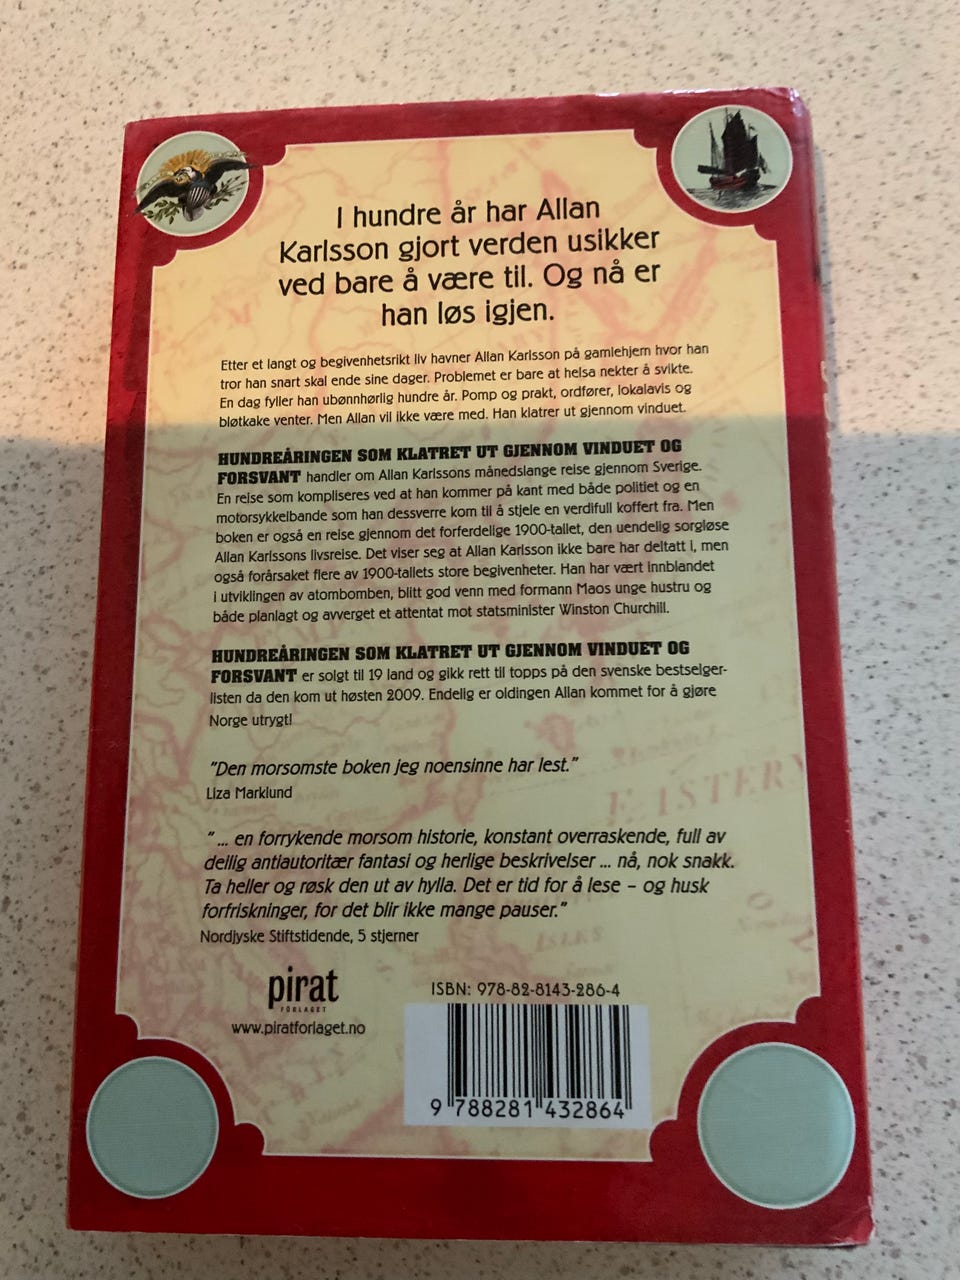 I hundre år har Allan
Karlsson gjort verden usikker
ved bare å være til. Og nå er
han løs igjen.
Etter et langt og begivenhetsrikt liv havner Allan Karlsson på gamlehjem hvor han
tror han snart skal ende sine dager. Problemet er bare at helsa nekter å svikte.
En dag fyller han ubønnhørlig hundre år. Pomp og prakt, ordfører, lokalavis og
bløtkake venter. Men Allan vil ikke være med. Han klatrer ut gjennom vinduet.
HUNDREÅRINGEN SOM KLATRET UT GJENNOM VINDUET OG
FORSVANT handler om Allan Karlssons månedslange reise gjennom Sverige.
En reise som kompliseres ved at han kommer på kant med både politiet og en
motorsykkelbande som han dessverre kom til å stjele en verdifull koffert fra. Men
boken er også en reise gjennom det forferdelige 1900-tallet, den uendelig sorgløse
Allan Karlssons livsreise. Det viser seg at Allan Karlsson ikke bare har deltatt i, men
også forårsaket flere av 1900-tallets store begivenheter. Han har vært innblandet
i utviklingen av atombomben, blitt god venn med formann Maos unge hustru og
både planlagt og avverget et attentat mot statsminister Winston Churchill.
HUNDREÅRINGEN SOM KLATRET UT GJENNOM VINDUET OG
FORSVANT er solgt til 19 land og gikk rett til topps på den svenske bestselger-
listen da den kom ut høsten 2009. Endelig er oldingen Allan kommet for å gjøre
Norge utrygt!
"Den morsomste boken jeg noensinne har lest."
Liza Marklund
"... en forrykende morsom historie, konstant overraskende, full av
deilig antiautoritær fantasi og herlige beskrivelser ... nå, nok snakk.
Ta heller og røsk den ut av hylla. Det er tid for å lese – og husk
forfriskninger, for det blir ikke mange pauser."
Nordjyske Stiftstidende, 5 stjerner
pirat
FORLAGET
www.piratforlaget.no
ISBN: 978-82-8143-286-4
9 788281 432864
EASTERN
ISLES